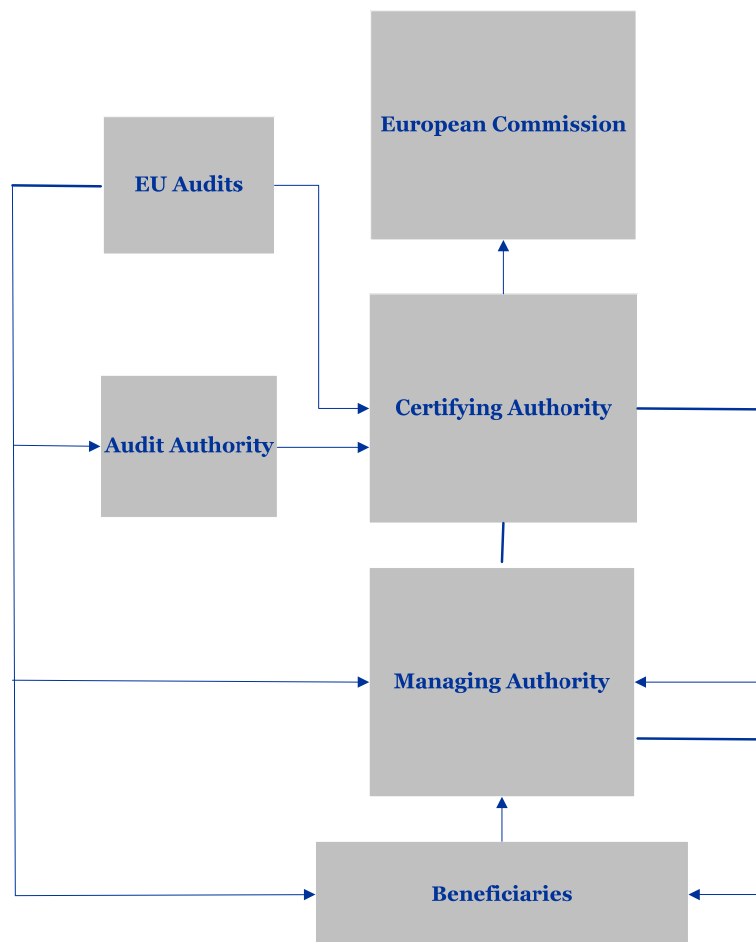 European Commission
EU Audits
Certifying Authority
Audit Authority
Managing Authority
Beneficiaries